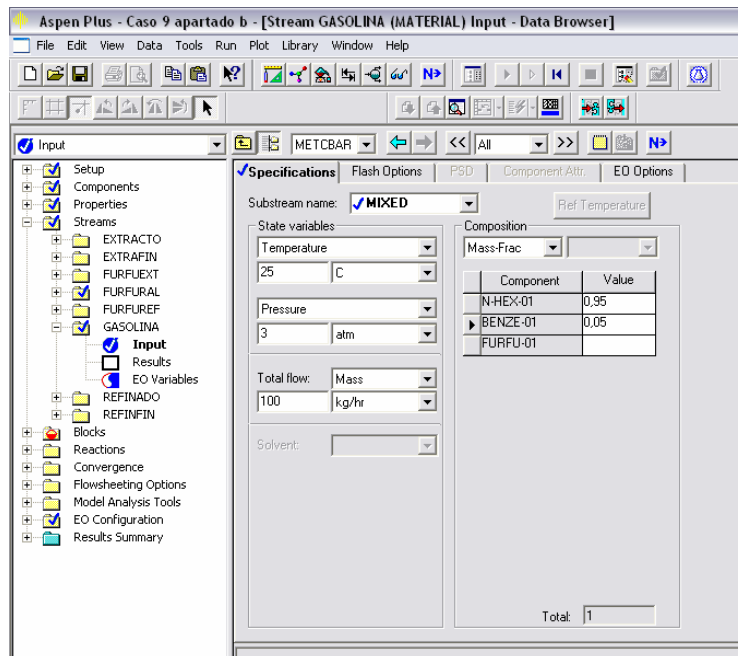 Aspen Plus - Caso 9 apartado b - [Stream GASOLINA (MATERIAL) Input - Data Browser]
File Edit View Data Tools Run Plot Library Window Help
N>
Input
METCBAR
<< All >> N>
Setup
Components
Properties
Streams
EXTRACTO
EXTRAFIN
FURFUEXT
FURFURAL
FURFUREF
GASOLINA
Input
Results
EO Variables
REFINADO
REFINFIN
Blocks
Reactions
Convergence
Flowsheeting Options
Model Analysis Tools
EO Configuration
Results Summary
Specifications Flash Options PSD Component Attr. EO Options
Substream name: MIXED Ref Temperature
State variables
Temperature
25 C
Pressure
3 atm
Total flow: Mass
100 kg/hr
Solvent:
Composition
Mass-Frac
Component Value
N-HEX-01 0,95
BENZE-01 0,05
FURFU-01
Total: 1